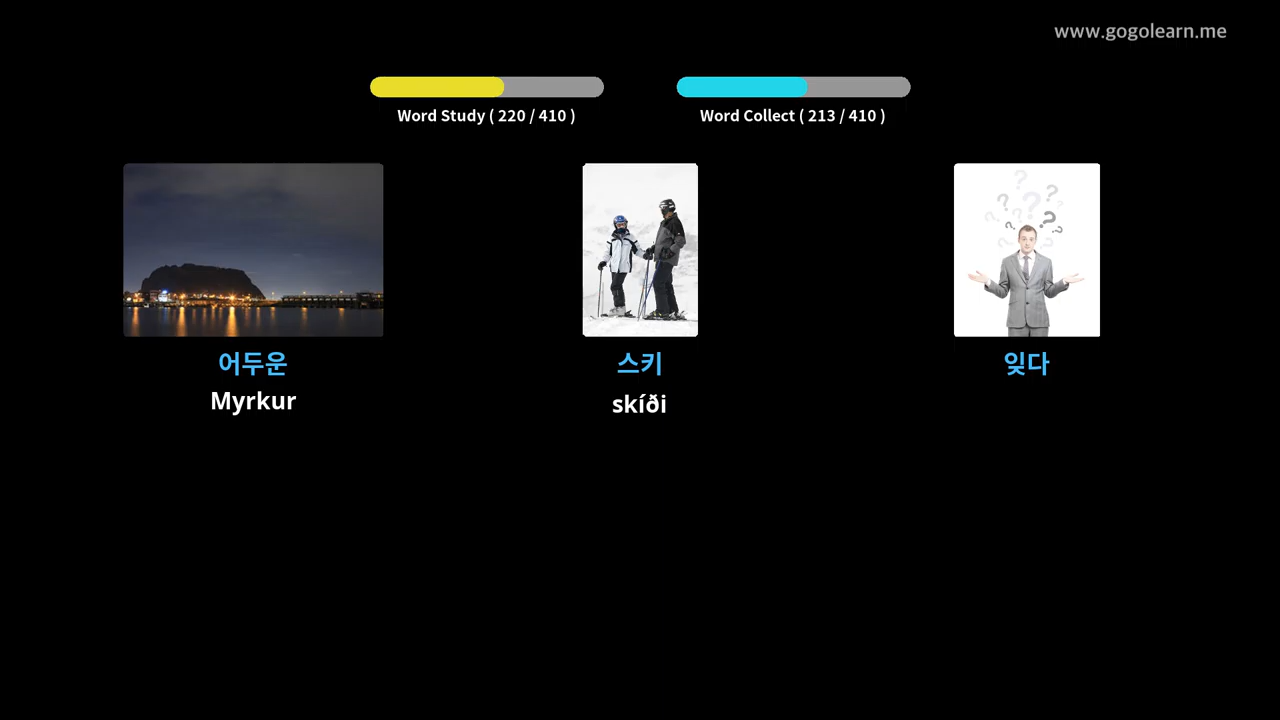 www.gogolearn.me
Word Study ( 220 / 410 )
Word Collect ( 213 / 410 )
어두운
스키
잊다
Myrkur
skíði